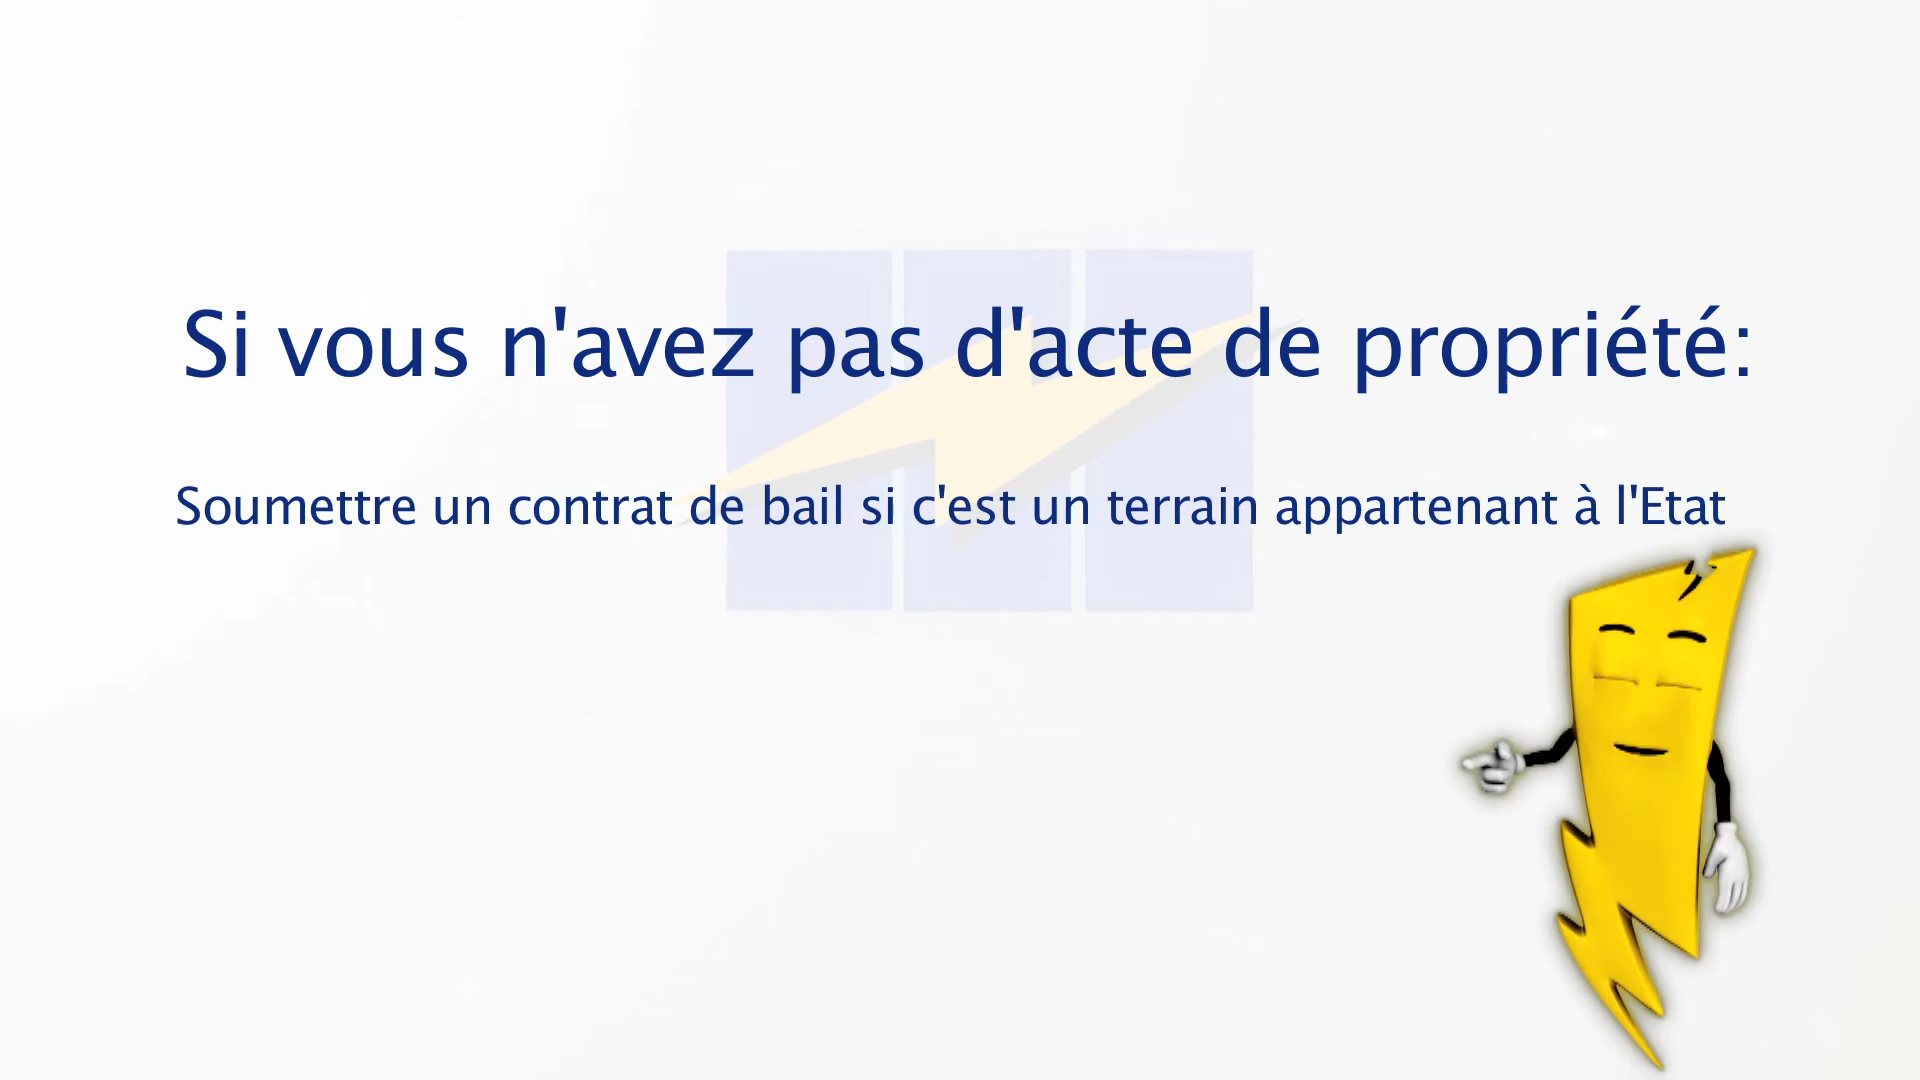 Si vous n'avez pas d'acte de propriété:
Soumettre un contrat de bail si c'est un terrain appartenant à l'Etat